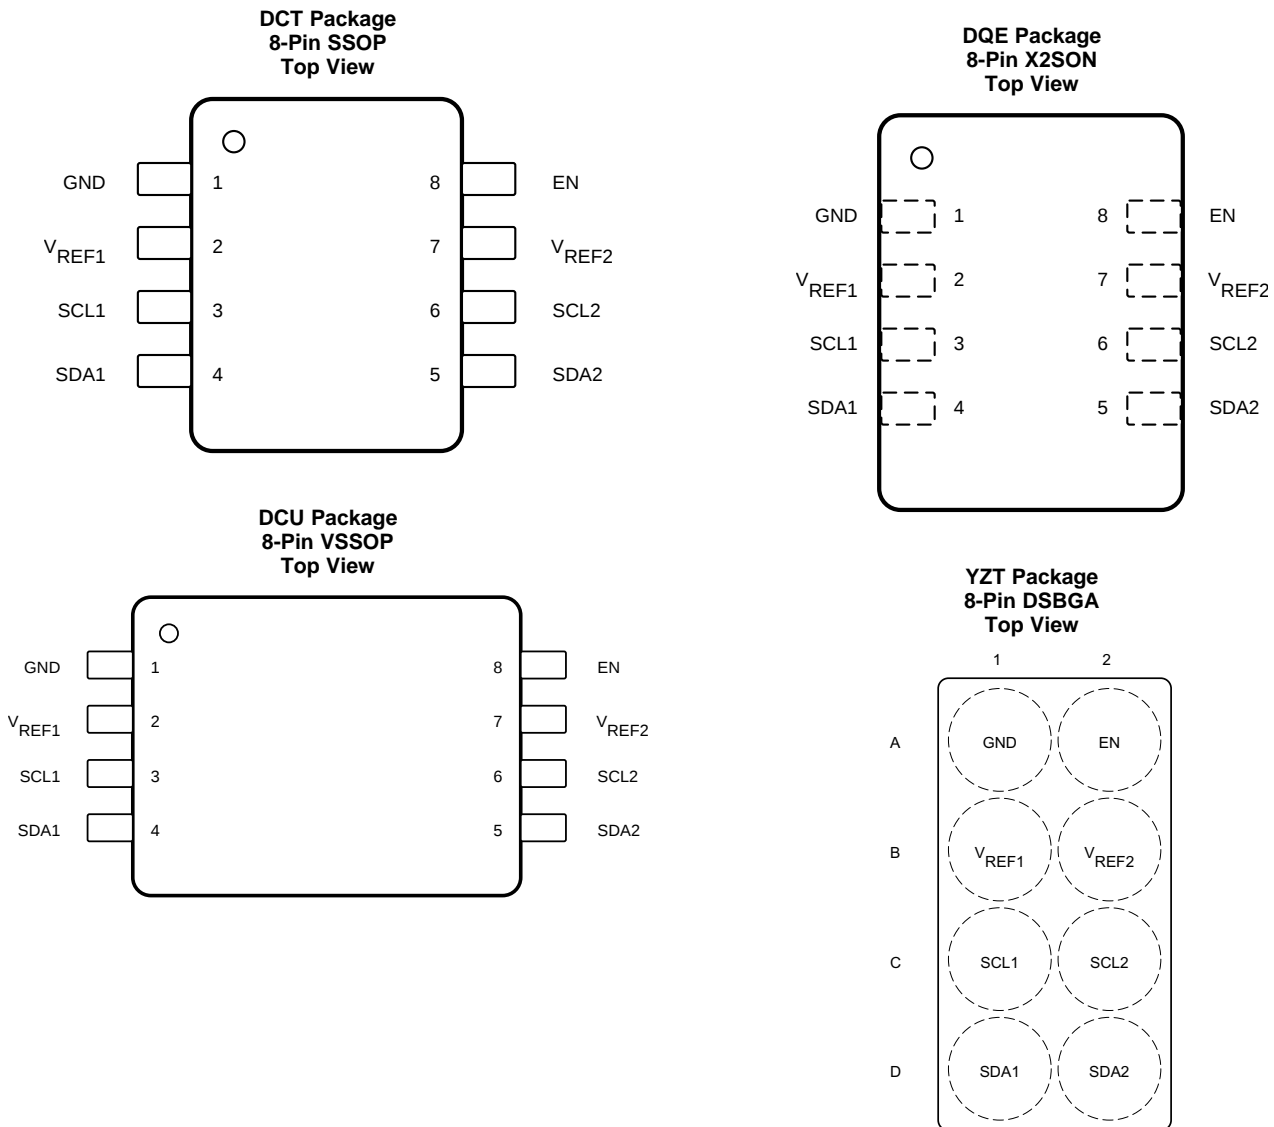 DCT Package
8-Pin SSOP
Top View
GND 1 8 EN
VREF1 2 7 VREF2
SCL1 3 6 SCL2
SDA1 4 5 SDA2
DQE Package
8-Pin X2SON
Top View
GND 1 8 EN
VREF1 2 7 VREF2
SCL1 3 6 SCL2
SDA1 4 5 SDA2
DCU Package
8-Pin VSSOP
Top View
GND 1 8 EN
VREF1 2 7 VREF2
SCL1 3 6 SCL2
SDA1 4 5 SDA2
YZT Package
8-Pin DSBGA
Top View
1 2
A GND EN
B VREF1 VREF2
C SCL1 SCL2
D SDA1 SDA2